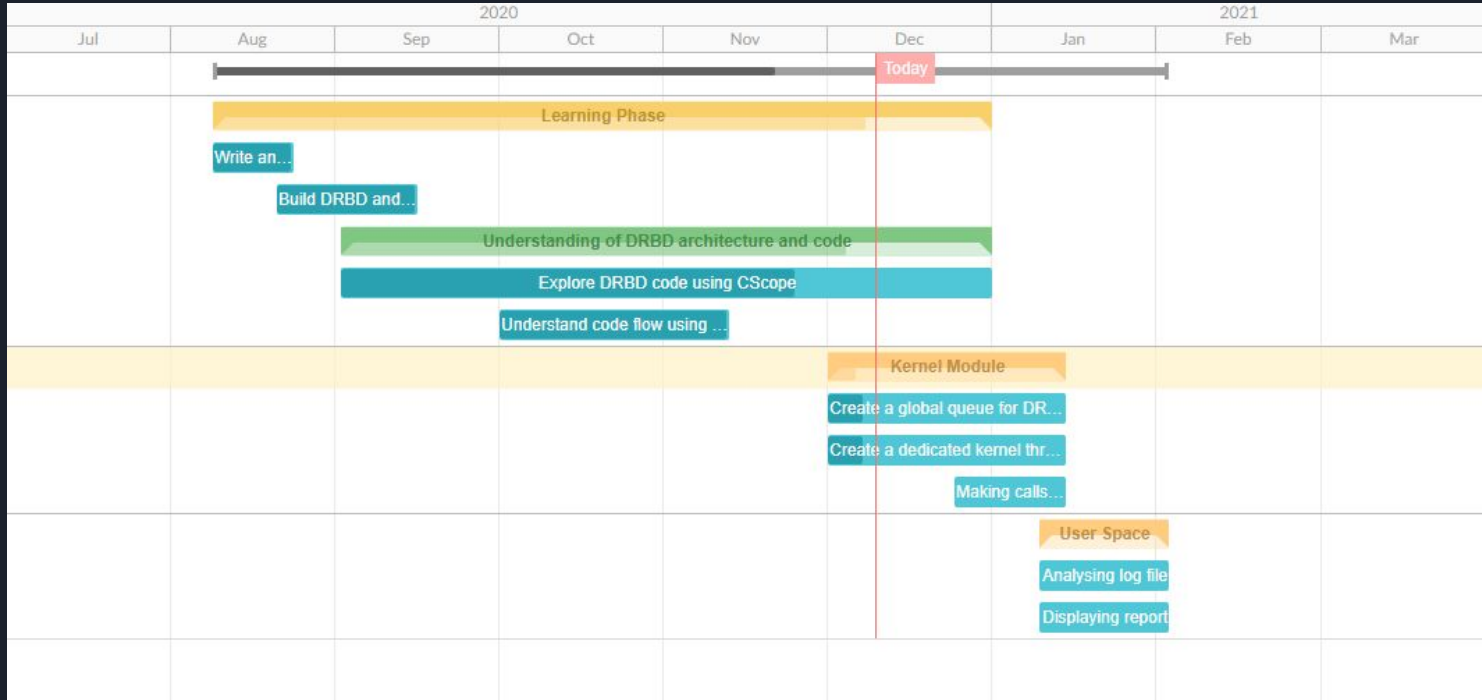 2020 2021
Jul Aug Sep Oct Nov Dec Jan Feb Mar
Today
Learning Phase
Write an...
Build DRBD and...
Understanding of DRBD architecture and code
Explore DRBD code using CScope
Understand code flow using ...
Kernel Module
Create a global queue for DR...
Create a dedicated kernel thr...
Making calls...
User Space
Analysing log file
Displaying report